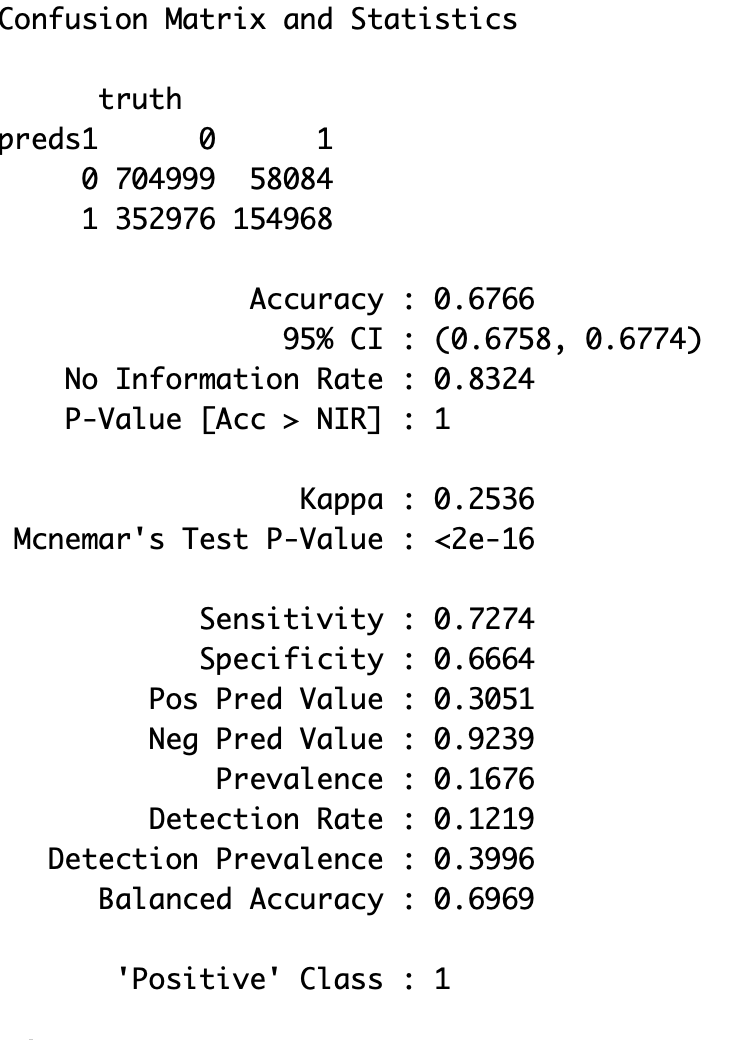 Confusion Matrix and Statistics
truth
preds1 0 1
0 704999 58084
1 352976 154968
Accuracy : 0.6766
95% CI : (0.6758, 0.6774)
No Information Rate : 0.8324
P-Value [Acc > NIR] : 1
Kappa : 0.2536
Mcnemar's Test P-Value : <2e-16
Sensitivity : 0.7274
Specificity : 0.6664
Pos Pred Value : 0.3051
Neg Pred Value : 0.9239
Prevalence : 0.1676
Detection Rate : 0.1219
Detection Prevalence : 0.3996
Balanced Accuracy : 0.6969
'Positive' Class : 1